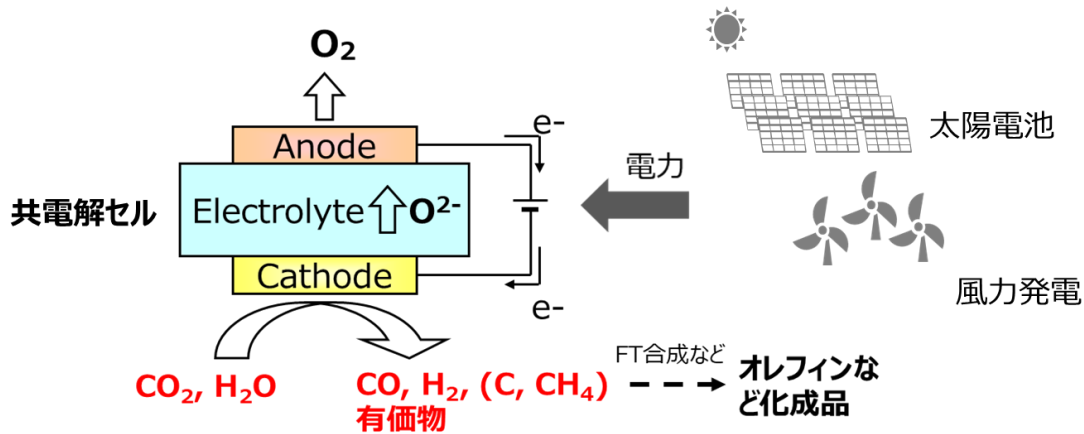 O₂
Anode
e-
Electrolyte
O²⁻
共電解セル
Cathode
e-
CO₂, H₂O
CO, H₂, (C, CH₄)
有価物
電力
太陽電池
風力発電
FT合成など
オレフィンな
ど化成品